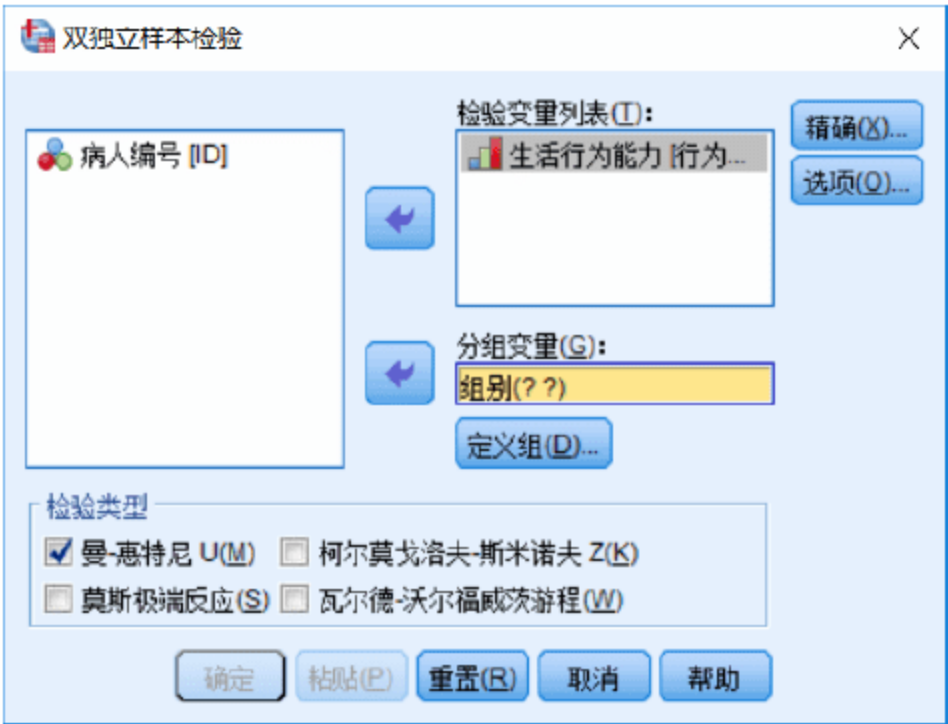 双独立样本检验
检验变量列表(T)：
精确(X)...
病人编号 [ID]
生活行为能力 [行为...
选项(O)...
分组变量(G)：
组别(? ?)
定义组(D)...
检验类型
曼-惠特尼 U(M)
柯尔莫戈洛夫-斯米诺夫 Z(K)
莫斯极端反应(S)
瓦尔德-沃尔福威茨游程(W)
确定
粘贴(P)
重置(R)
取消
帮助